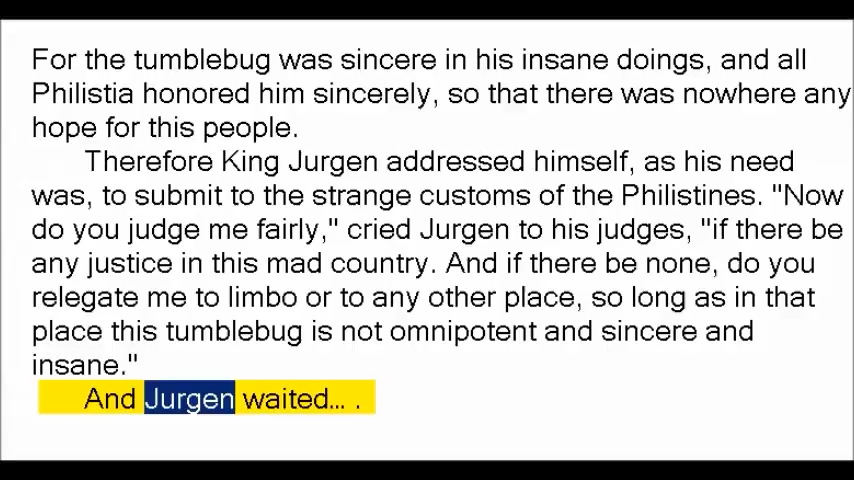 For the tumblebug was sincere in his insane doings, and all
Philistia honored him sincerely, so that there was nowhere any
hope for this people.
Therefore King Jurgen addressed himself, as his need
was, to submit to the strange customs of the Philistines. "Now
do you judge me fairly," cried Jurgen to his judges, "if there be
any justice in this mad country. And if there be none, do you
relegate me to limbo or to any other place, so long as in that
place this tumblebug is not omnipotent and sincere and
insane."
And Jurgen waited... .